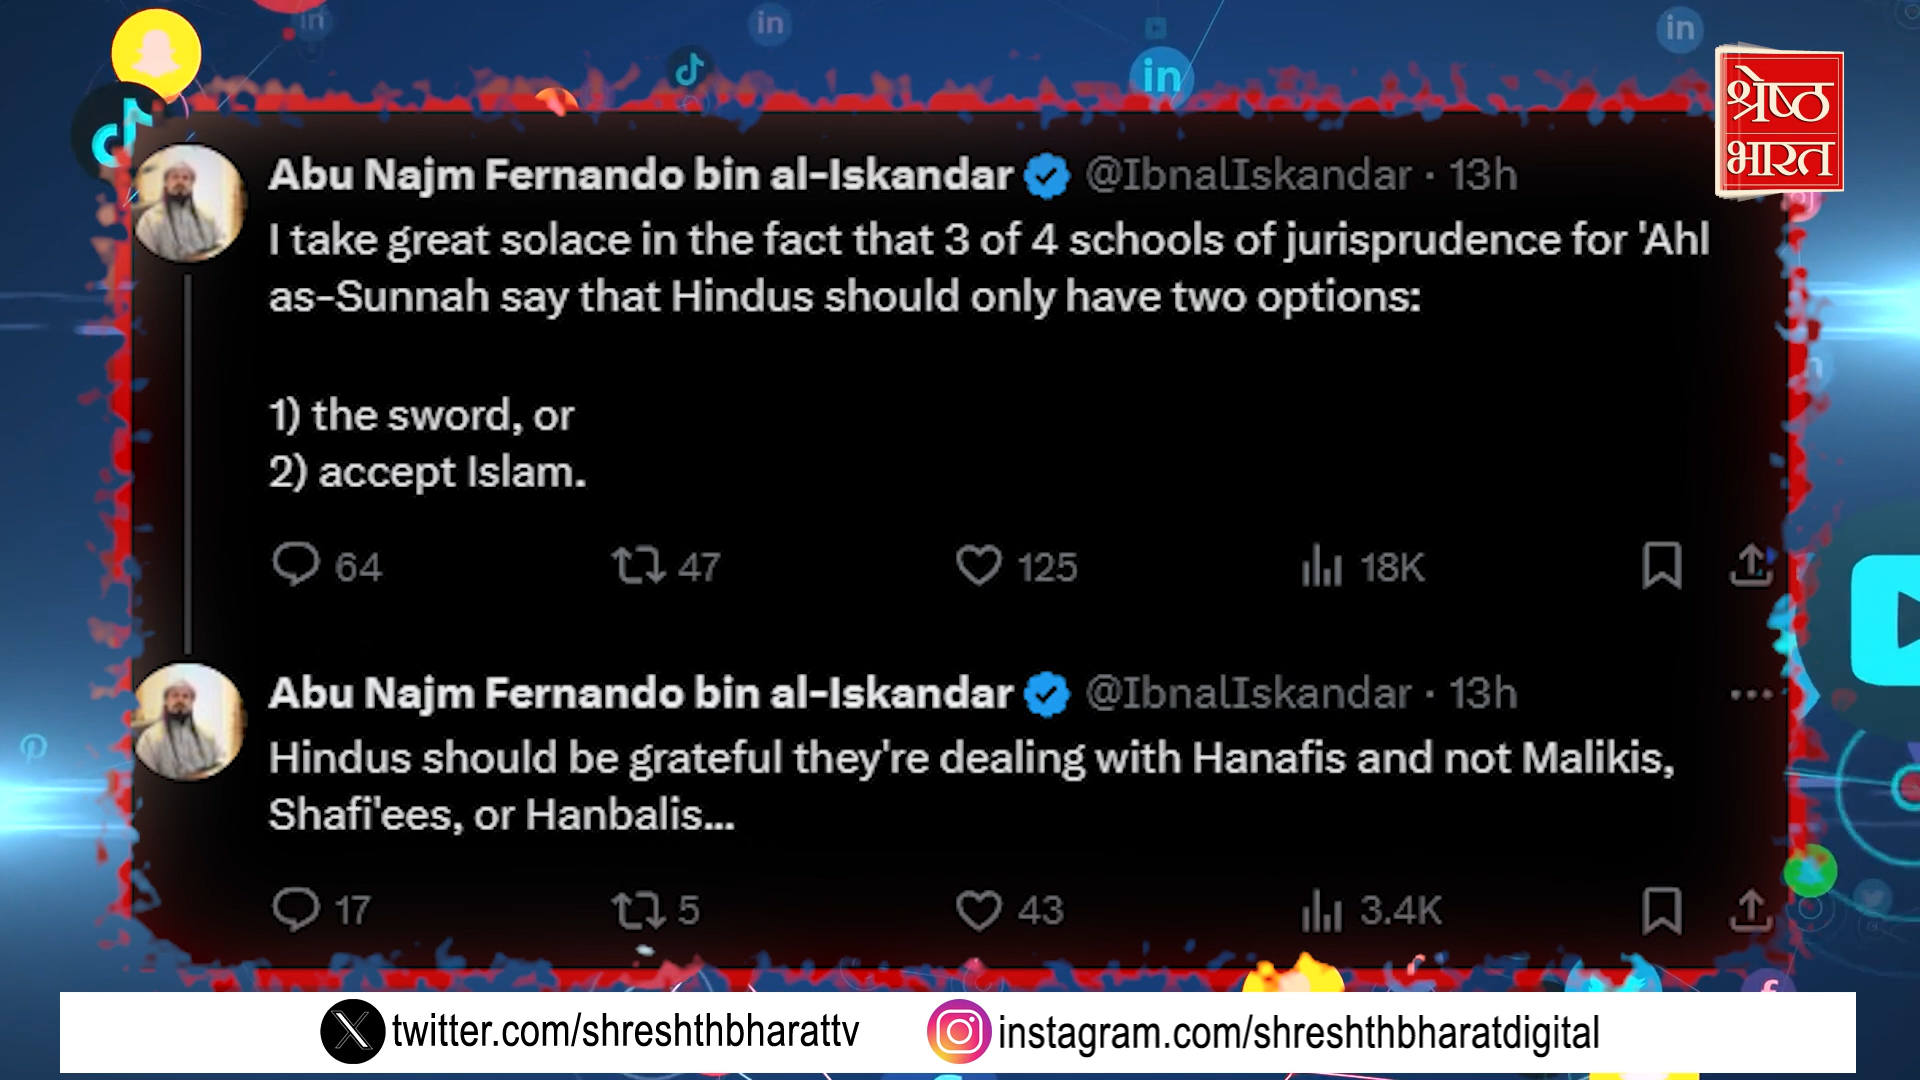 श्रेष्ठ
भारत
Abu Najm Fernando bin al-Iskandar @IbnalIskandar · 13h
I take great solace in the fact that 3 of 4 schools of jurisprudence for 'Ahl
as-Sunnah say that Hindus should only have two options:
1) the sword, or
2) accept Islam.
64 47 125 18K
Abu Najm Fernando bin al-Iskandar @IbnalIskandar · 13h
Hindus should be grateful they're dealing with Hanafis and not Malikis,
Shafi'ees, or Hanbalis...
17 5 43 3.4K
twitter.com/shreshthbharattv instagram.com/shreshthbharatdigital